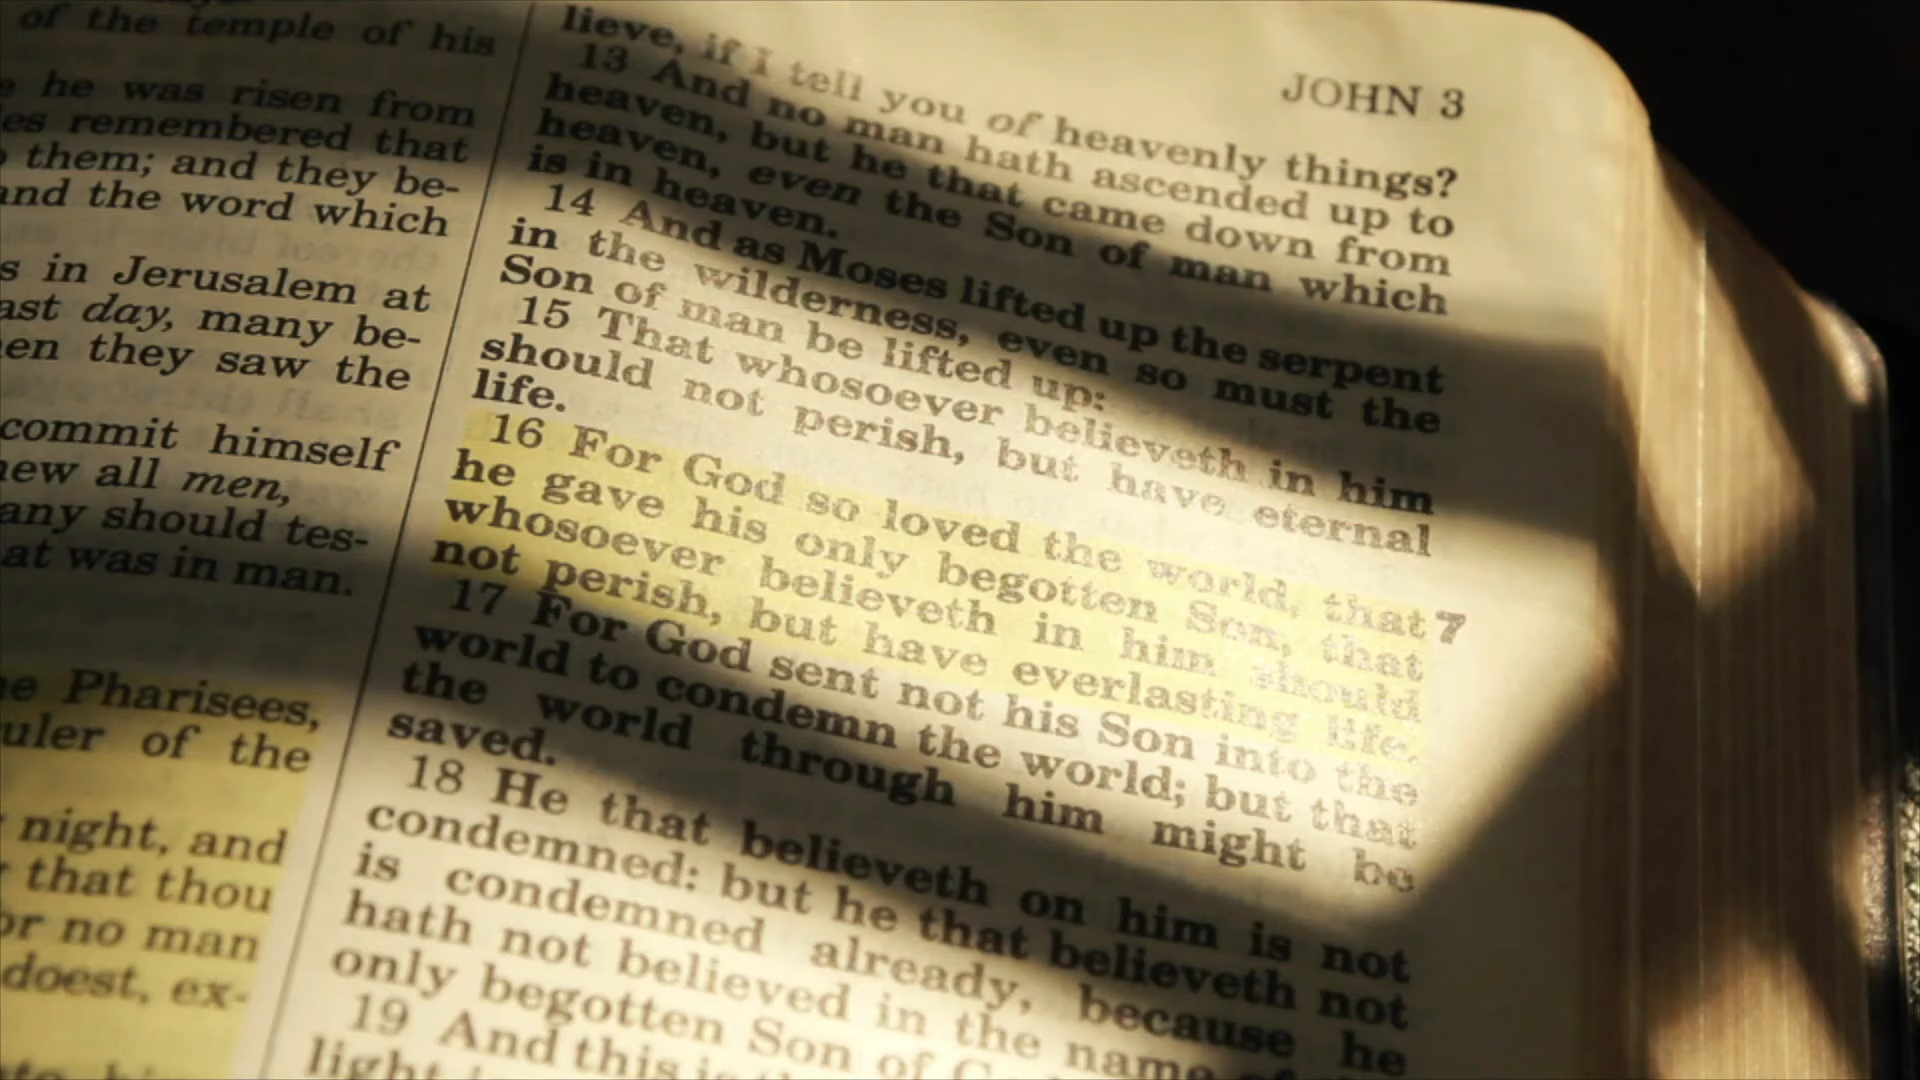 of the temple of his
he was risen from
remembered that
them; and they be-
and the word which
s in Jerusalem at
ast day, many be-
en they saw the
commit himself
ew all men,
any should tes-
at was in man.
Pharisees,
uler of the
night, and
that thou
or no man
doest, ex-
JOHN 3
lieve, if I tell you of heavenly things?
13 And no man hath ascended up to
heaven, but he that came down from
heaven, even the Son of man which
is in heaven.
14 And as Moses lifted up the serpent
in the wilderness, even so must the
Son of man be lifted up:
15 That whosoever believeth in him
should not perish, but have eternal
life.
16 For God so loved the world, that
he gave his only begotten Son, that
whosoever believeth in him should
not perish, but have everlasting life.
17 For God sent not his Son into the
world to condemn the world; but that
the world through him might be
saved.
18 He that believeth on him is not
condemned: but he that believeth not
is condemned already, because he
hath not believed in the name of
only begotten Son of
19 And this is
light
7